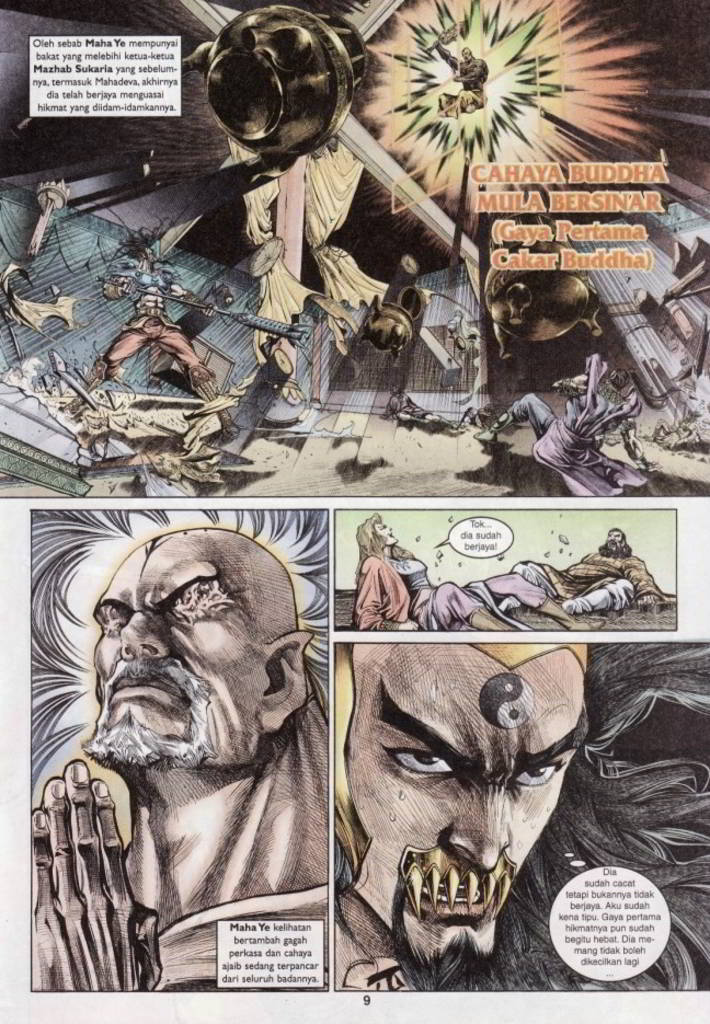 Oleh sebab Maha Ye mempunyai
bakat yang melebihi ketua-ketua
Mazhab Sukaria yang sebelum-
nya, termasuk Mahadeva, akhirnya
dia telah berjaya menguasai
hikmat yang diidam-idamkannya.
CAHAYA BUDDHA
MULA BERSINAR
(Gaya Pertama
Cakar Buddha)
Tok...
dia sudah
berjaya!
Maha Ye kelihatan
bertambah gagah
perkasa dan cahaya
ajaib sedang terpancar
dari seluruh badannya.
Dia
sudah cacat
tetapi bukannya tidak
berjaya. Aku sudah
kena tipu. Gaya pertama
hikmatnya pun sudah
begitu hebat. Dia me-
mang tidak boleh
dikecilkan lagi
...
9